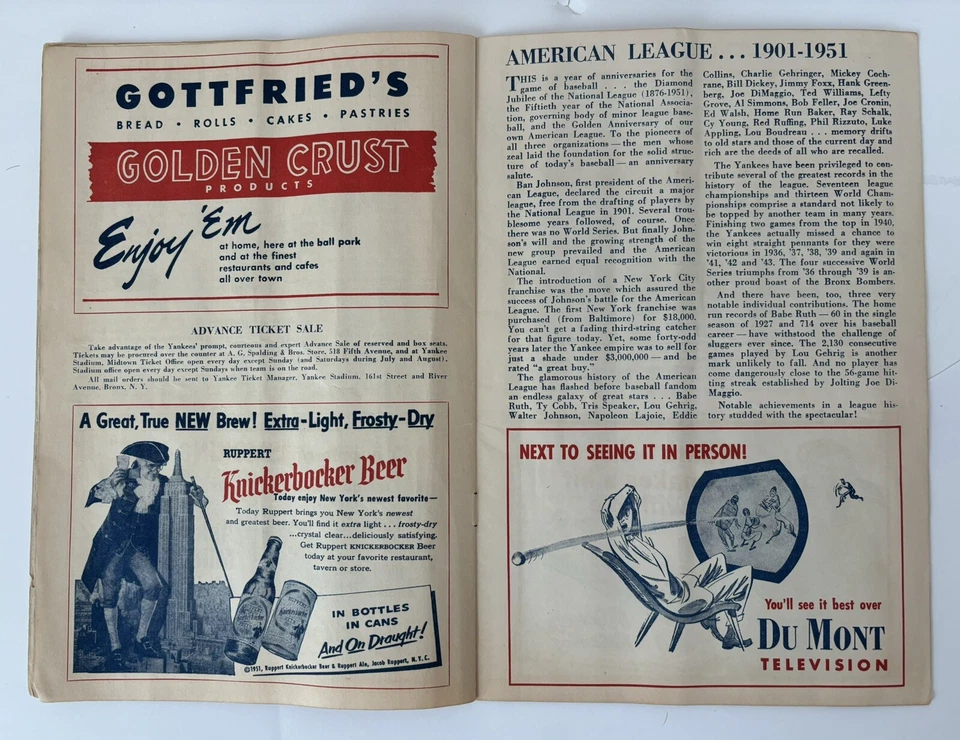 GOTTFRIED'S
BREAD • ROLLS • CAKES • PASTRIES
GOLDEN CRUST
PRODUCTS
Enjoy 'Em
at home, here at the ball park
and at the finest
restaurants and cafes
all over town
ADVANCE TICKET SALE
Take advantage of the Yankees' prompt, courteous and expert Advance Sale of reserved and box seats.
Tickets may be procured over the counter at A. G. Spalding & Bros. Store, 518 Fifth Avenue, and at Yankee
Stadium, Midtown Ticket Office open every day except Sunday (and Saturdays during July and August),
Stadium office open every day except Sundays when team is on the road.
All mail orders should be sent to Yankee Ticket Manager, Yankee Stadium, 161st Street and River
Avenue, Bronx, N. Y.
A Great, True NEW Brew! Extra-Light, Frosty-Dry
RUPPERT
Knickerbocker Beer
Today enjoy New York's newest favorite—
Today Ruppert brings you New York's newest
and greatest beer. You'll find it extra light . . . frosty-dry
...crystal clear...deliciously satisfying.
Get Ruppert KNICKERBOCKER Beer
today at your favorite restaurant,
tavern or store.
IN BOTTLES
IN CANS
And On Draught!
©1951, Ruppert Knickerbocker Beer & Ruppert Ale, Jacob Ruppert, N.Y.C.
AMERICAN LEAGUE ... 1901-1951
THIS is a year of anniversaries for the
game of baseball . . . the Diamond
Jubilee of the National League (1876-1951),
the Fiftieth year of the National Associa-
tion, governing body of minor league base-
ball, and the Golden Anniversary of our
own American League. To the pioneers of
all three organizations—the men whose
zeal laid the foundation for the solid struc-
ture of today's baseball—an anniversary
salute.
Ban Johnson, first president of the Ameri-
can League, declared the circuit a major
league, free from the drafting of players by
the National League in 1901. Several trou-
blesome years followed, of course. Once
there was no World Series. But finally John-
son's will and the growing strength of the
new group prevailed and the American
League earned equal recognition with the
National.
The introduction of a New York City
franchise was the move which assured the
success of Johnson's battle for the American
League. The first New York franchise was
purchased (from Baltimore) for $18,000.
You can't get a fading third-string catcher
for that figure today. Yet, some forty-odd
years later the Yankee empire was to sell for
just a shade under $3,000,000—and be
rated "a great buy."
The glamorous history of the American
League has flashed before baseball fandom
an endless galaxy of great stars . . . Babe
Ruth, Ty Cobb, Tris Speaker, Lou Gehrig,
Walter Johnson, Napoleon Lajoie, Eddie
Collins, Charlie Gehringer, Mickey Coch-
rane, Bill Dickey, Jimmy Foxx, Hank Green-
berg, Joe DiMaggio, Ted Williams, Lefty
Grove, Al Simmons, Bob Feller, Joe Cronin,
Ed Walsh, Home Run Baker, Ray Schalk,
Cy Young, Red Ruffing, Phil Rizzuto, Luke
Appling, Lou Boudreau . . . memory drifts
to old stars and those of the current day and
rich are the deeds of all who are recalled.
The Yankees have been privileged to con-
tribute several of the greatest records in the
history of the league. Seventeen league
championships and thirteen World Cham-
pionships comprise a standard not likely to
be topped by another team in many years.
Finishing two games from the top in 1940,
the Yankees actually missed a chance to
win eight straight pennants for they were
victorious in 1936, '37, '38, '39 and again in
'41, '42 and '43. The four successive World
Series triumphs from '36 through '39 is an-
other proud boast of the Bronx Bombers.
And there have been, too, three very
notable individual contributions. The home
run records of Babe Ruth—60 in the single
season of 1927 and 714 over his baseball
career—have withstood the challenge of
sluggers ever since. The 2,130 consecutive
games played by Lou Gehrig is another
mark unlikely to fall. And no player has
come dangerously close to the 56-game hit-
ting streak established by Jolting Joe Di-
Maggio.
Notable achievements in a league his-
tory studded with the spectacular!
NEXT TO SEEING IT IN PERSON!
You'll see it best over
DU MONT
TELEVISION